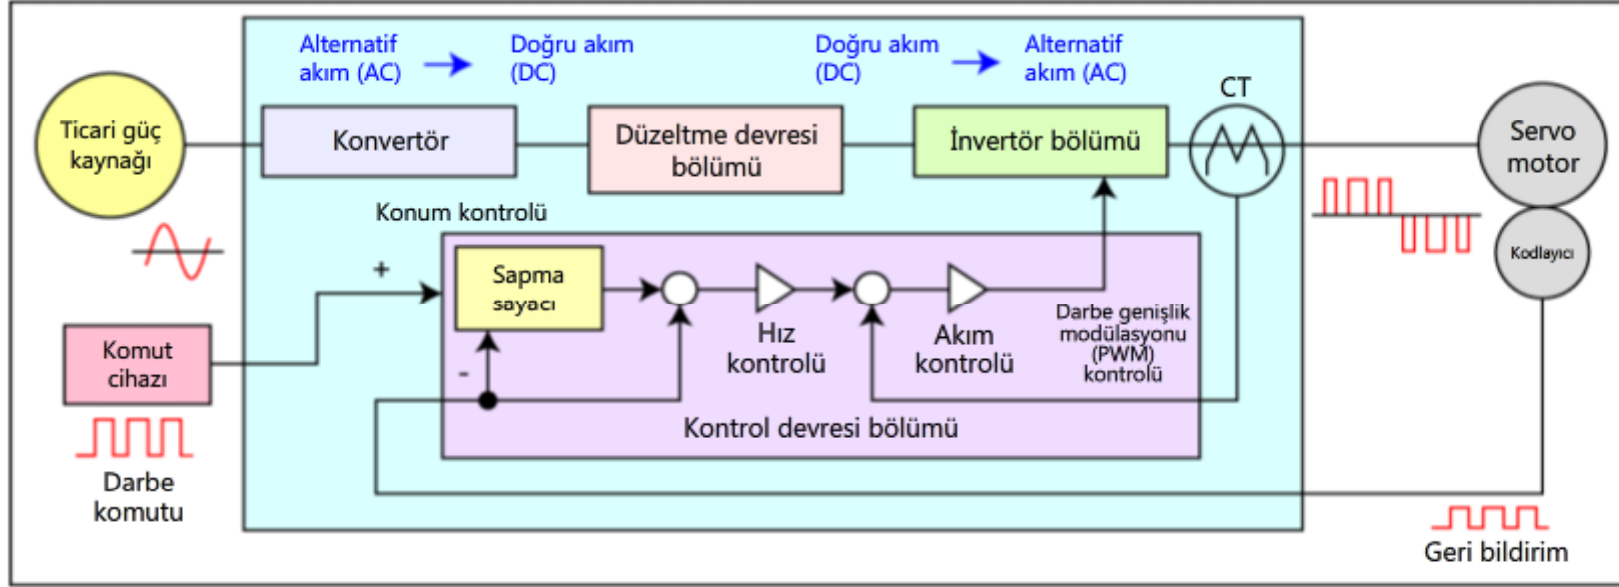 Alternatif
akım (AC)
Doğru akım
(DC)
Doğru akım
(DC)
Alternatif
akım (AC)
CT
Ticari güç
kaynağı
Konvertör
Düzeltme devresi
bölümü
İnvertör bölümü
Servo
motor
Kodlayıcı
Konum kontrolü
+
Sapma
sayacı
-
Hız
kontrolü
Akım
kontrolü
Darbe genişlik
modülasyonu
(PWM)
kontrolü
Komut
cihazı
Kontrol devresi bölümü
Darbe
komutu
Geri bildirim